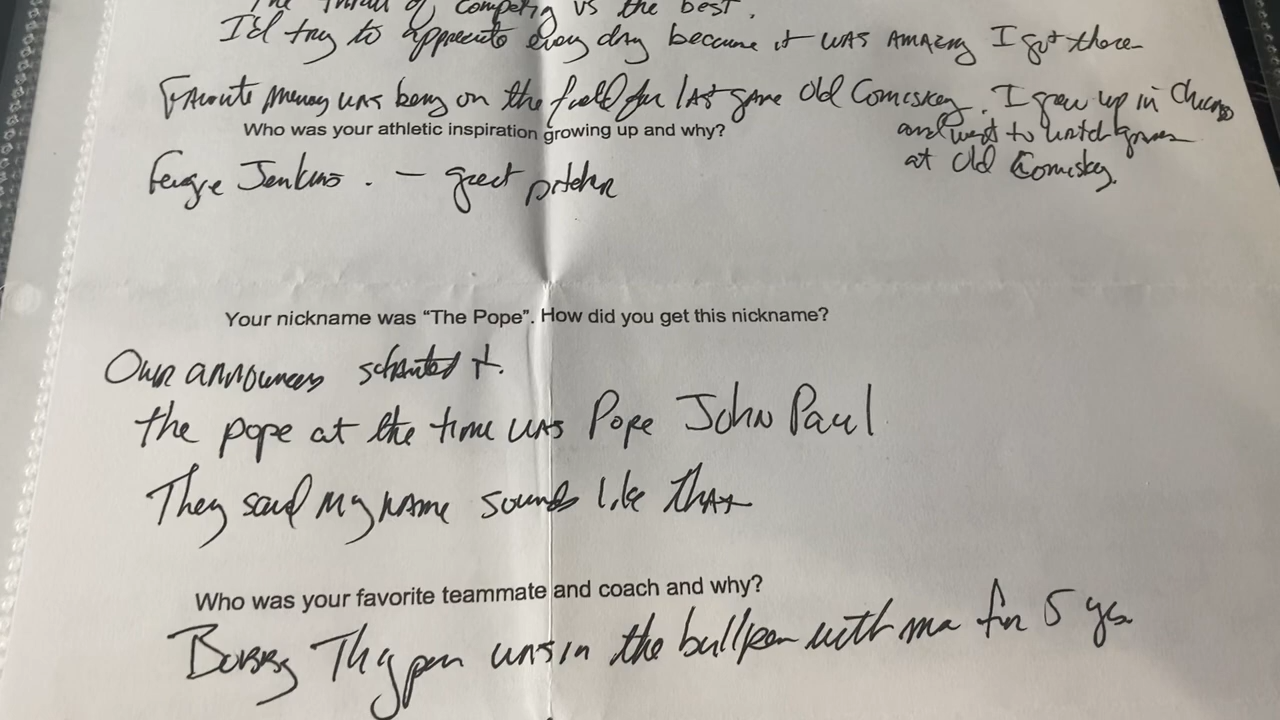 The thrill of competing vs the best.
I'd try to appreciate every day because it was amazing I got there
Favorite memory was being on the field for last game Old Comiskey. I grew up in Chicago
and went to watch games
at Old Comiskey.
Who was your athletic inspiration growing up and why?
Fergie Jenkins. - great pitcher
Your nickname was “The Pope”. How did you get this nickname?
Our announcers started it.
the pope at the time was Pope John Paul
They said my name sounds like that
Who was your favorite teammate and coach and why?
Bobby Thigpen was in the bullpen with me for 5 yrs